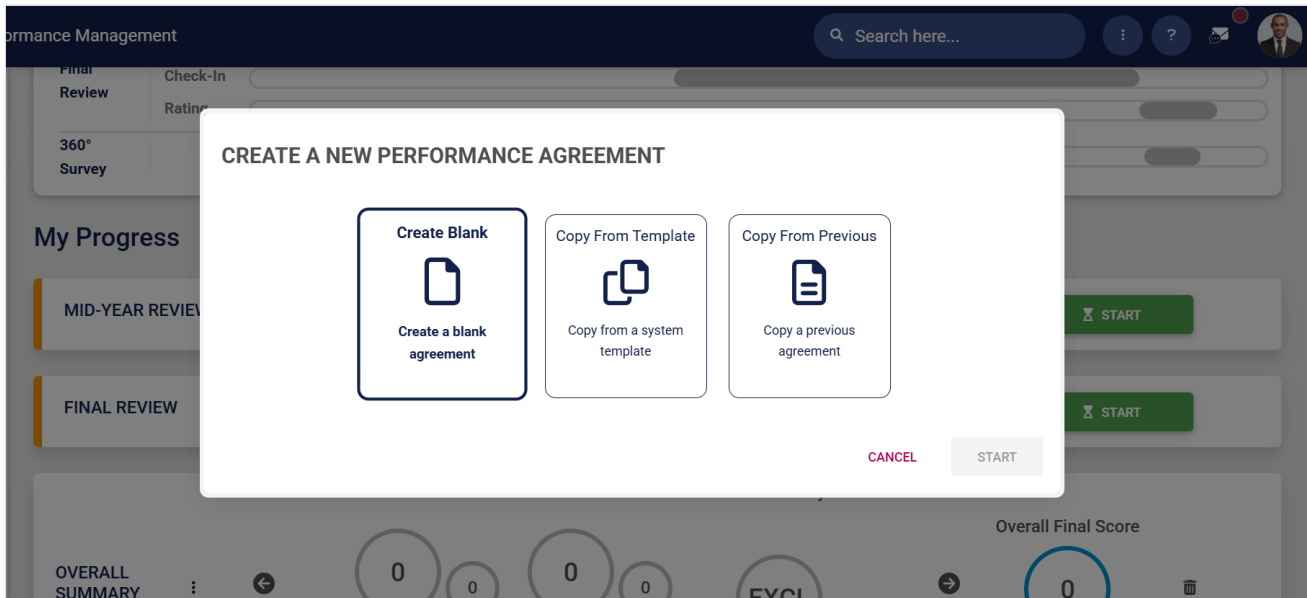 ormance Management
Search here...
?
Final
Review
Check-In
Rating
360°
Survey
CREATE A NEW PERFORMANCE AGREEMENT
Create Blank
Create a blank
agreement
Copy From Template
Copy from a system
template
Copy From Previous
Copy a previous
agreement
CANCEL
START
My Progress
MID-YEAR REVIEW
START
FINAL REVIEW
START
Overall Final Score
OVERALL
SUMMARY
0
0
0
0
EXCL
0